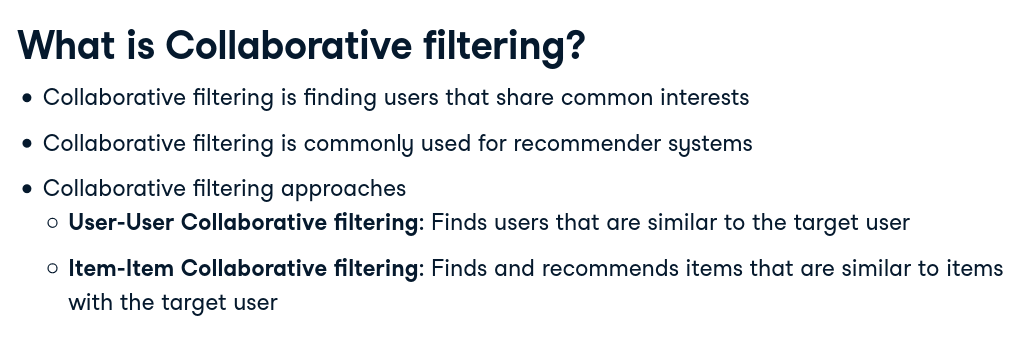 What is Collaborative filtering?
• Collaborative filtering is finding users that share common interests
• Collaborative filtering is commonly used for recommender systems
• Collaborative filtering approaches
○ User-User Collaborative filtering: Finds users that are similar to the target user
○ Item-Item Collaborative filtering: Finds and recommends items that are similar to items
with the target user